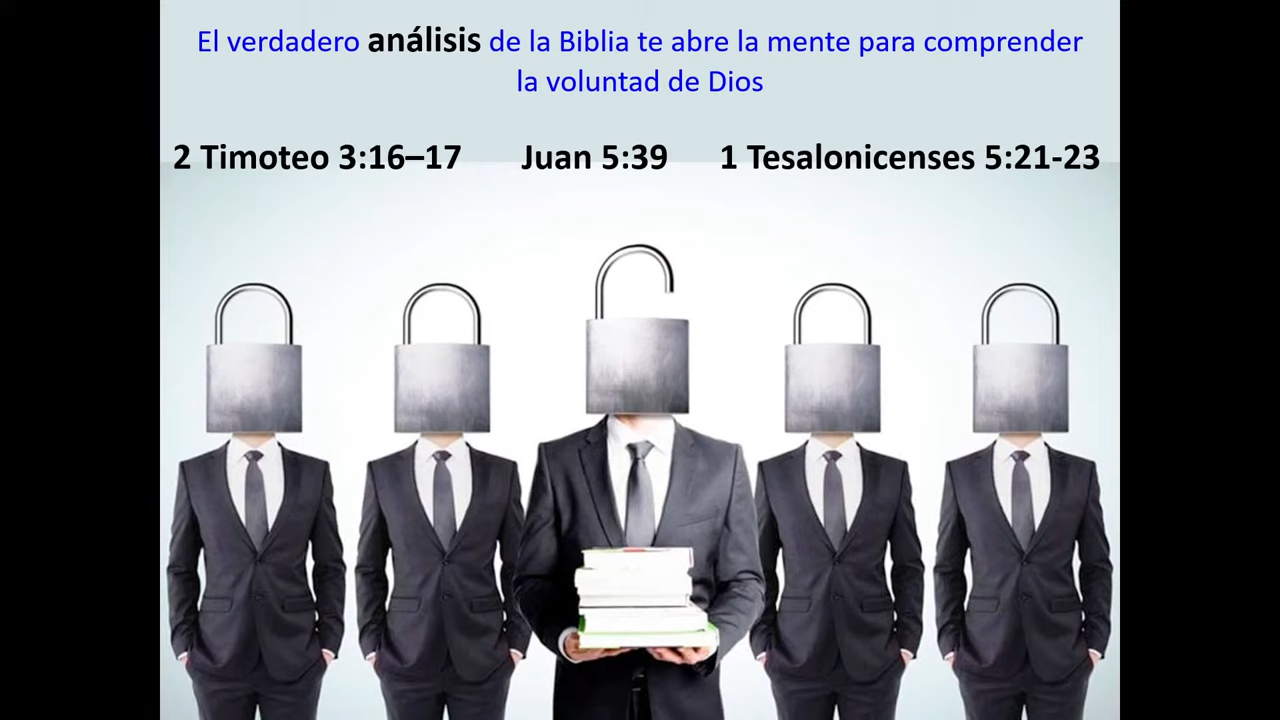 El verdadero análisis de la Biblia te abre la mente para comprender
la voluntad de Dios
2 Timoteo 3:16–17 Juan 5:39 1 Tesalonicenses 5:21-23